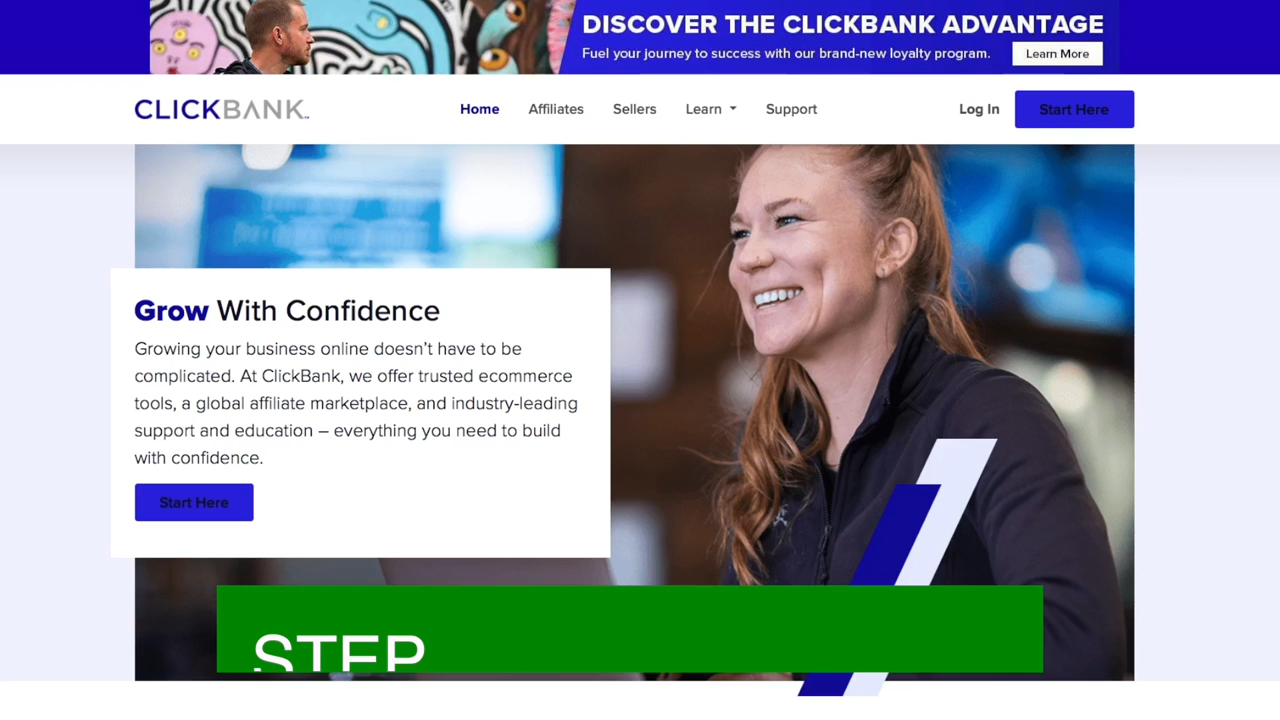 DISCOVER THE CLICKBANK ADVANTAGE
Fuel your journey to success with our brand-new loyalty program.
Learn More
CLICKBANK
Home
Affiliates
Sellers
Learn
Support
Log In
Start Here
Grow With Confidence
Growing your business online doesn’t have to be
complicated. At ClickBank, we offer trusted ecommerce
tools, a global affiliate marketplace, and industry-leading
support and education – everything you need to build
with confidence.
Start Here
STEP